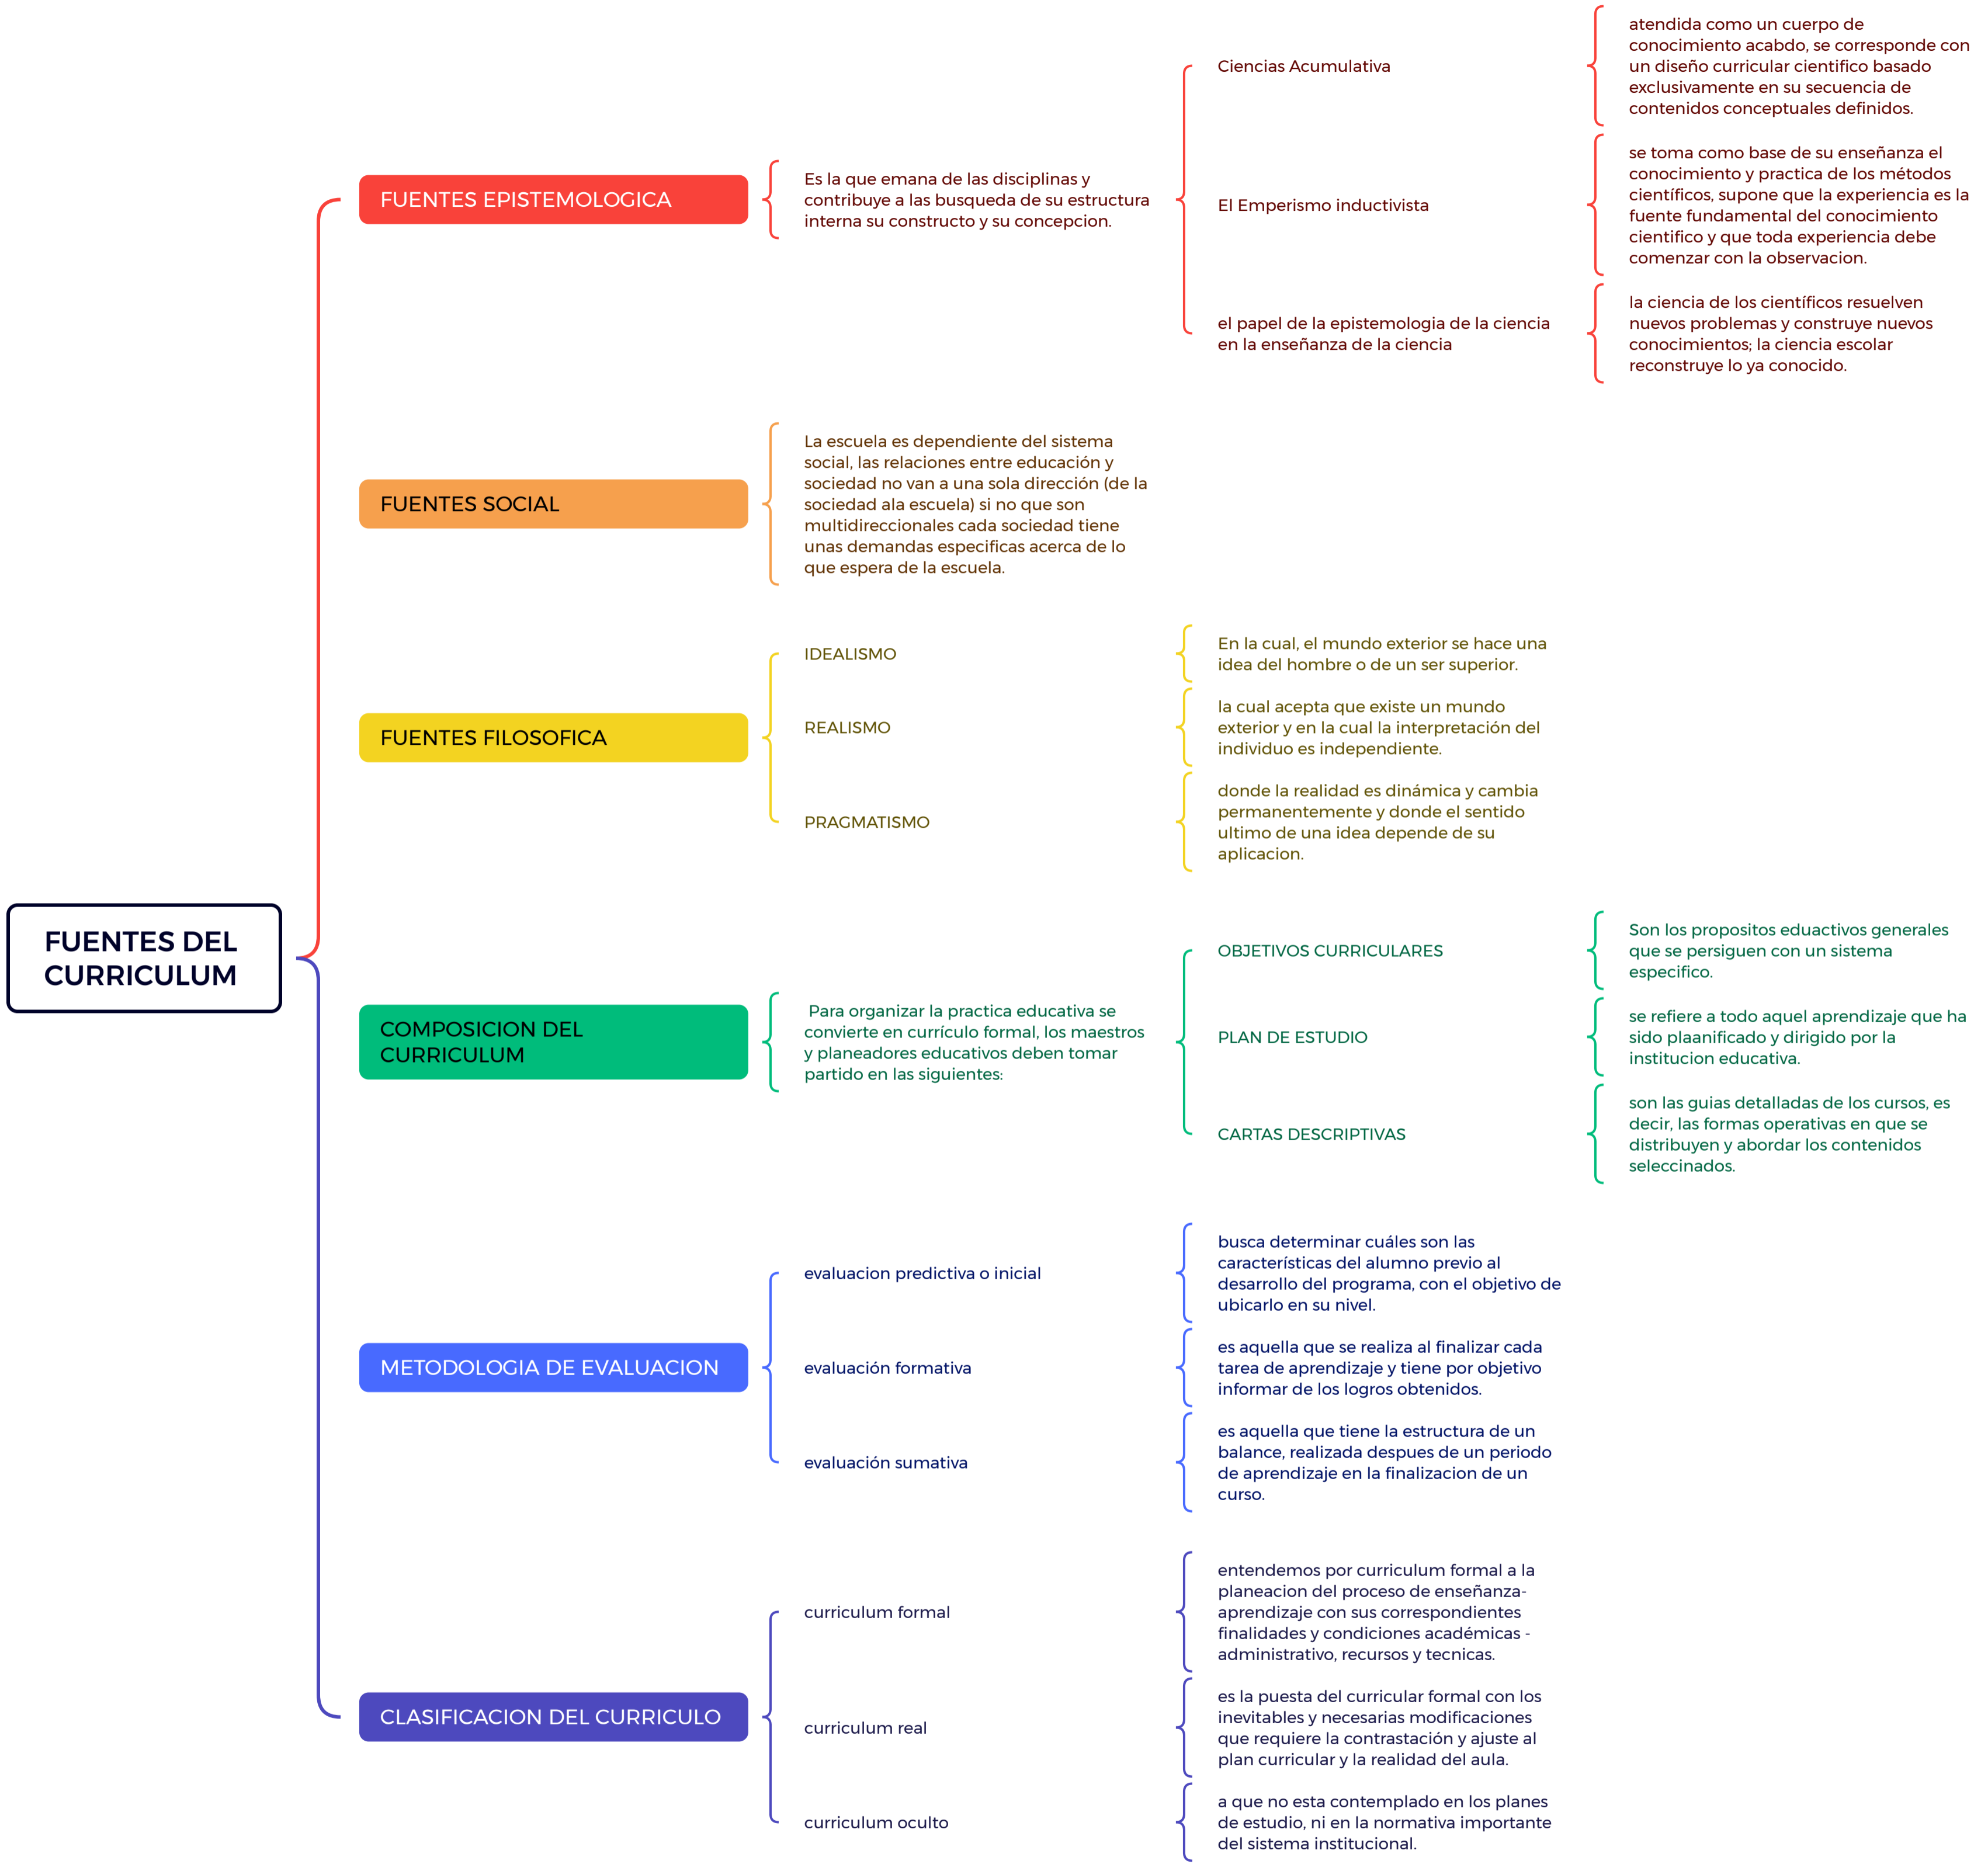 FUENTES DEL
CURRICULUM
FUENTES EPISTEMOLOGICA
Es la que emana de las disciplinas y
contribuye a las busqueda de su estructura
interna su constructo y su concepcion.
Ciencias Acumulativa
atendida como un cuerpo de
conocimiento acabdo, se corresponde con
un diseño curricular cientifico basado
exclusivamente en su secuencia de
contenidos conceptuales definidos.
El Emperismo inductivista
se toma como base de su enseñanza el
conocimiento y practica de los métodos
científicos, supone que la experiencia es la
fuente fundamental del conocimiento
cientifico y que toda experiencia debe
comenzar con la observacion.
el papel de la epistemologia de la ciencia
en la enseñanza de la ciencia
la ciencia de los científicos resuelven
nuevos problemas y construye nuevos
conocimientos; la ciencia escolar
reconstruye lo ya conocido.
FUENTES SOCIAL
La escuela es dependiente del sistema
social, las relaciones entre educación y
sociedad no van a una sola dirección (de la
sociedad ala escuela) si no que son
multidireccionales cada sociedad tiene
unas demandas especificas acerca de lo
que espera de la escuela.
FUENTES FILOSOFICA
IDEALISMO
En la cual, el mundo exterior se hace una
idea del hombre o de un ser superior.
REALISMO
la cual acepta que existe un mundo
exterior y en la cual la interpretación del
individuo es independiente.
PRAGMATISMO
donde la realidad es dinámica y cambia
permanentemente y donde el sentido
ultimo de una idea depende de su
aplicacion.
COMPOSICION DEL
CURRICULUM
Para organizar la practica educativa se
convierte en currículo formal, los maestros
y planeadores educativos deben tomar
partido en las siguientes:
OBJETIVOS CURRICULARES
Son los propositos eduactivos generales
que se persiguen con un sistema
especifico.
PLAN DE ESTUDIO
se refiere a todo aquel aprendizaje que ha
sido plaanificado y dirigido por la
institucion educativa.
CARTAS DESCRIPTIVAS
son las guias detalladas de los cursos, es
decir, las formas operativas en que se
distribuyen y abordar los contenidos
seleccinados.
METODOLOGIA DE EVALUACION
evaluacion predictiva o inicial
busca determinar cuáles son las
características del alumno previo al
desarrollo del programa, con el objetivo de
ubicarlo en su nivel.
evaluación formativa
es aquella que se realiza al finalizar cada
tarea de aprendizaje y tiene por objetivo
informar de los logros obtenidos.
evaluación sumativa
es aquella que tiene la estructura de un
balance, realizada despues de un periodo
de aprendizaje en la finalizacion de un
curso.
CLASIFICACION DEL CURRICULO
curriculum formal
entendemos por curriculum formal a la
planeacion del proceso de enseñanza-
aprendizaje con sus correspondientes
finalidades y condiciones académicas -
administrativo, recursos y tecnicas.
curriculum real
es la puesta del curricular formal con los
inevitables y necesarias modificaciones
que requiere la contrastación y ajuste al
plan curricular y la realidad del aula.
curriculum oculto
a que no esta contemplado en los planes
de estudio, ni en la normativa importante
del sistema institucional.